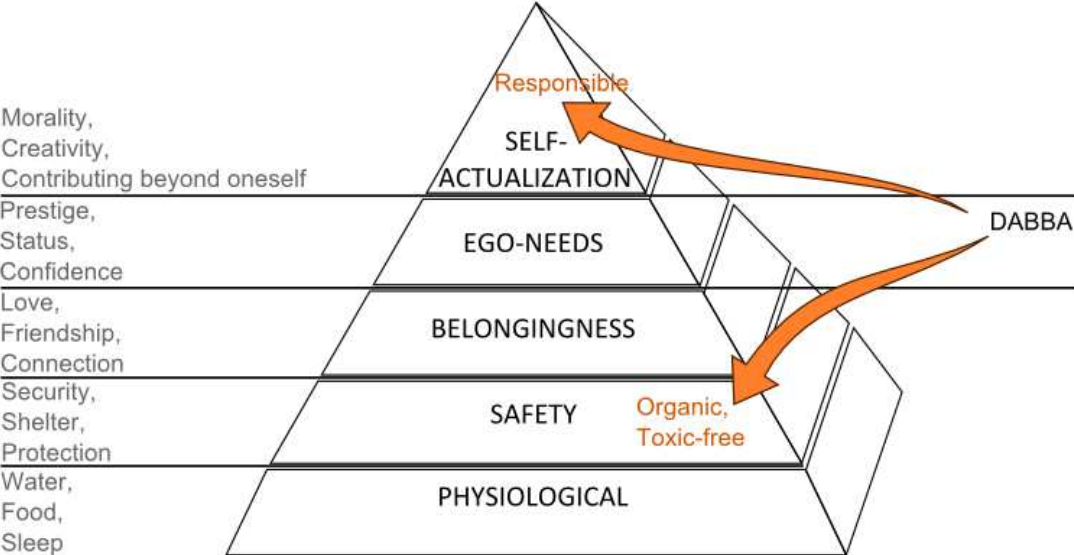 Responsible
Morality,
Creativity,
Contributing beyond oneself
SELF-
ACTUALIZATION
Prestige,
Status,
Confidence
EGO-NEEDS
DABBA
Love,
Friendship,
Connection
BELONGINGNESS
Security,
Shelter,
Protection
SAFETY
Organic,
Toxic-free
Water,
Food,
Sleep
PHYSIOLOGICAL